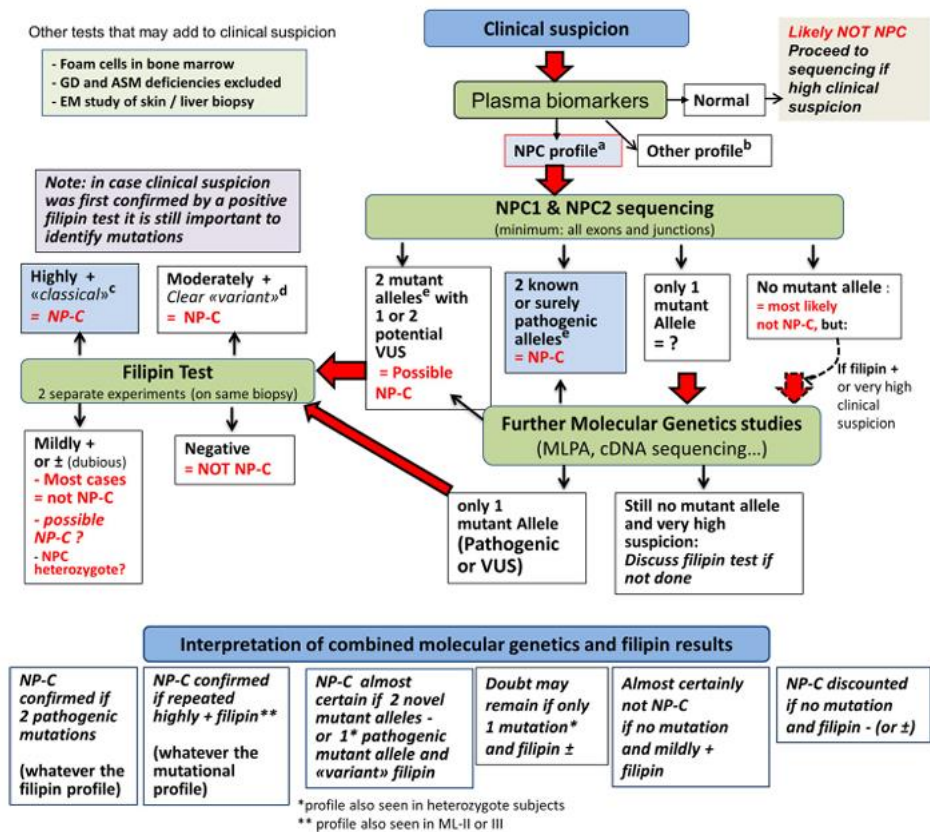 Other tests that may add to clinical suspicion
- Foam cells in bone marrow
- GD and ASM deficiencies excluded
- EM study of skin / liver biopsy
Clinical suspicion
Plasma biomarkers
Normal
Likely NOT NPC
Proceed to
sequencing if
high clinical
suspicion
NPC profileᵃ
Other profileᵇ
Note: in case clinical suspicion
was first confirmed by a positive
filipin test it is still important to
identify mutations
NPC1 & NPC2 sequencing
(minimum: all exons and junctions)
Highly +
«classical»ᶜ
= NP-C
Moderately +
Clear «variant»ᵈ
= NP-C
2 mutant
allelesᵉ with
1 or 2
potential
VUS
= Possible
NP-C
2 known
or surely
pathogenic
allelesᵉ
= NP-C
only 1
mutant
Allele
= ?
No mutant allele :
= most likely
not NP-C, but:
If filipin +
or very high
clinical
suspicion
Filipin Test
2 separate experiments (on same biopsy)
Further Molecular Genetics studies
(MLPA, cDNA sequencing...)
Mildly +
or ± (dubious)
- Most cases
= not NP-C
- possible
NP-C ?
- NPC
heterozygote?
Negative
= NOT NP-C
only 1
mutant Allele
(Pathogenic
or VUS)
Still no mutant allele
and very high
suspicion:
Discuss filipin test if
not done
Interpretation of combined molecular genetics and filipin results
NP-C
confirmed if
2 pathogenic
mutations
(whatever the
filipin profile)
NP-C confirmed
if repeated
highly + filipin**
(whatever the
mutational
profile)
NP-C almost
certain if 2 novel
mutant alleles -
or 1* pathogenic
mutant allele and
«variant» filipin
Doubt may
remain if only
1 mutation*
and filipin ±
Almost certainly
not NP-C
if no mutation
and mildly +
filipin
NP-C discounted
if no mutation
and filipin - (or ±)
*profile also seen in heterozygote subjects
** profile also seen in ML-II or III